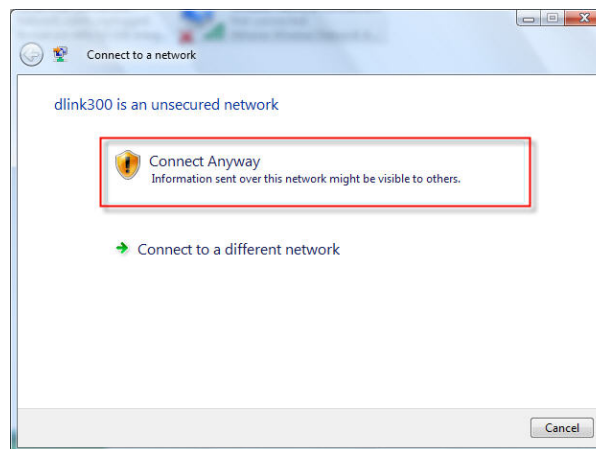 Connect to a network
dlink300 is an unsecured network
Connect Anyway
Information sent over this network might be visible to others.
Connect to a different network
Cancel